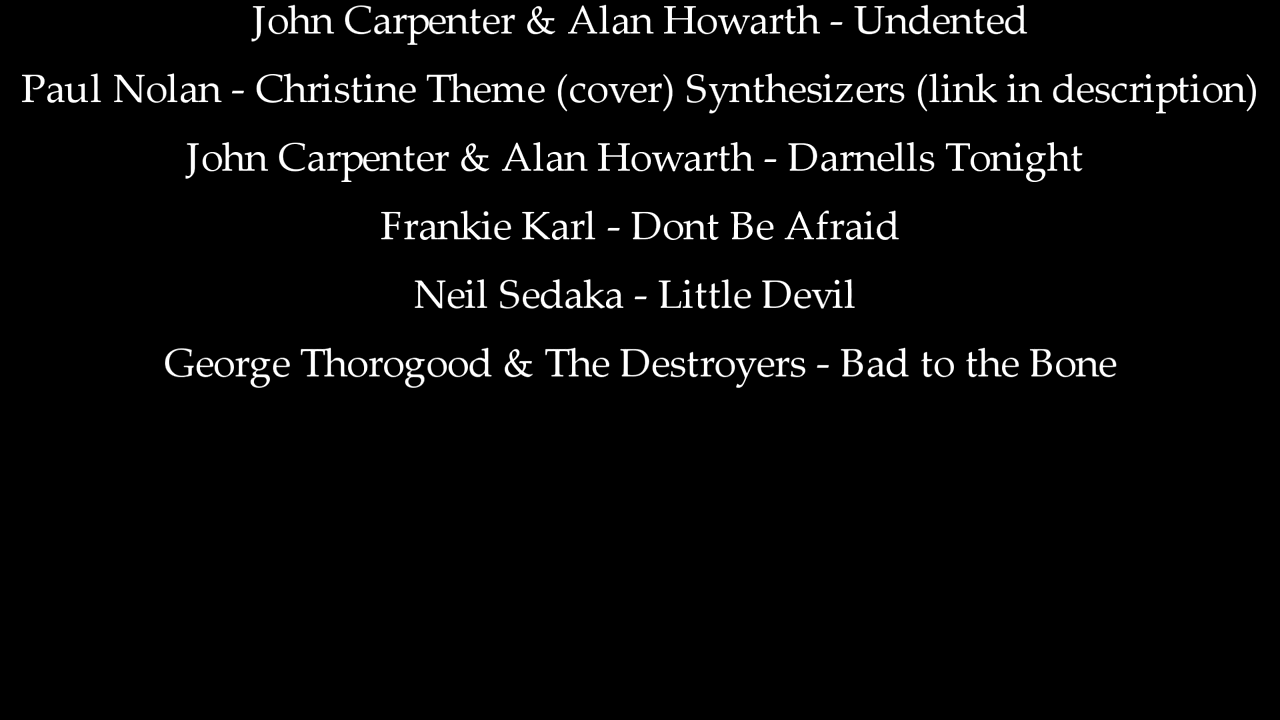 John Carpenter & Alan Howarth - Undented
Paul Nolan - Christine Theme (cover) Synthesizers (link in description)
John Carpenter & Alan Howarth - Darnells Tonight
Frankie Karl - Dont Be Afraid
Neil Sedaka - Little Devil
George Thorogood & The Destroyers - Bad to the Bone